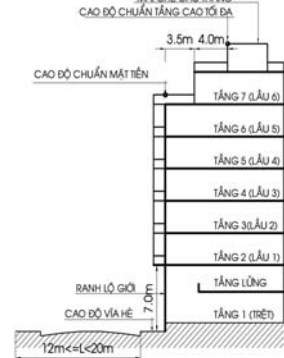 CAO ĐỘ CHUẨN TẦNG CAO TỐI ĐA
3.5m 4.0m
CAO ĐỘ CHUẨN MẶT TIỀN
TẦNG 7 (LẦU 6)
TẦNG 6 (LẦU 5)
TẦNG 5 (LẦU 4)
TẦNG 4 (LẦU 3)
TẦNG 3(LẦU 2)
TẦNG 2 (LẦU 1)
RANH LỘ GIỚI
7.0m
TẦNG LỬNG
CAO ĐỘ VỈA HÈ
TẦNG 1 (TRỆT)
12m<=L<20m